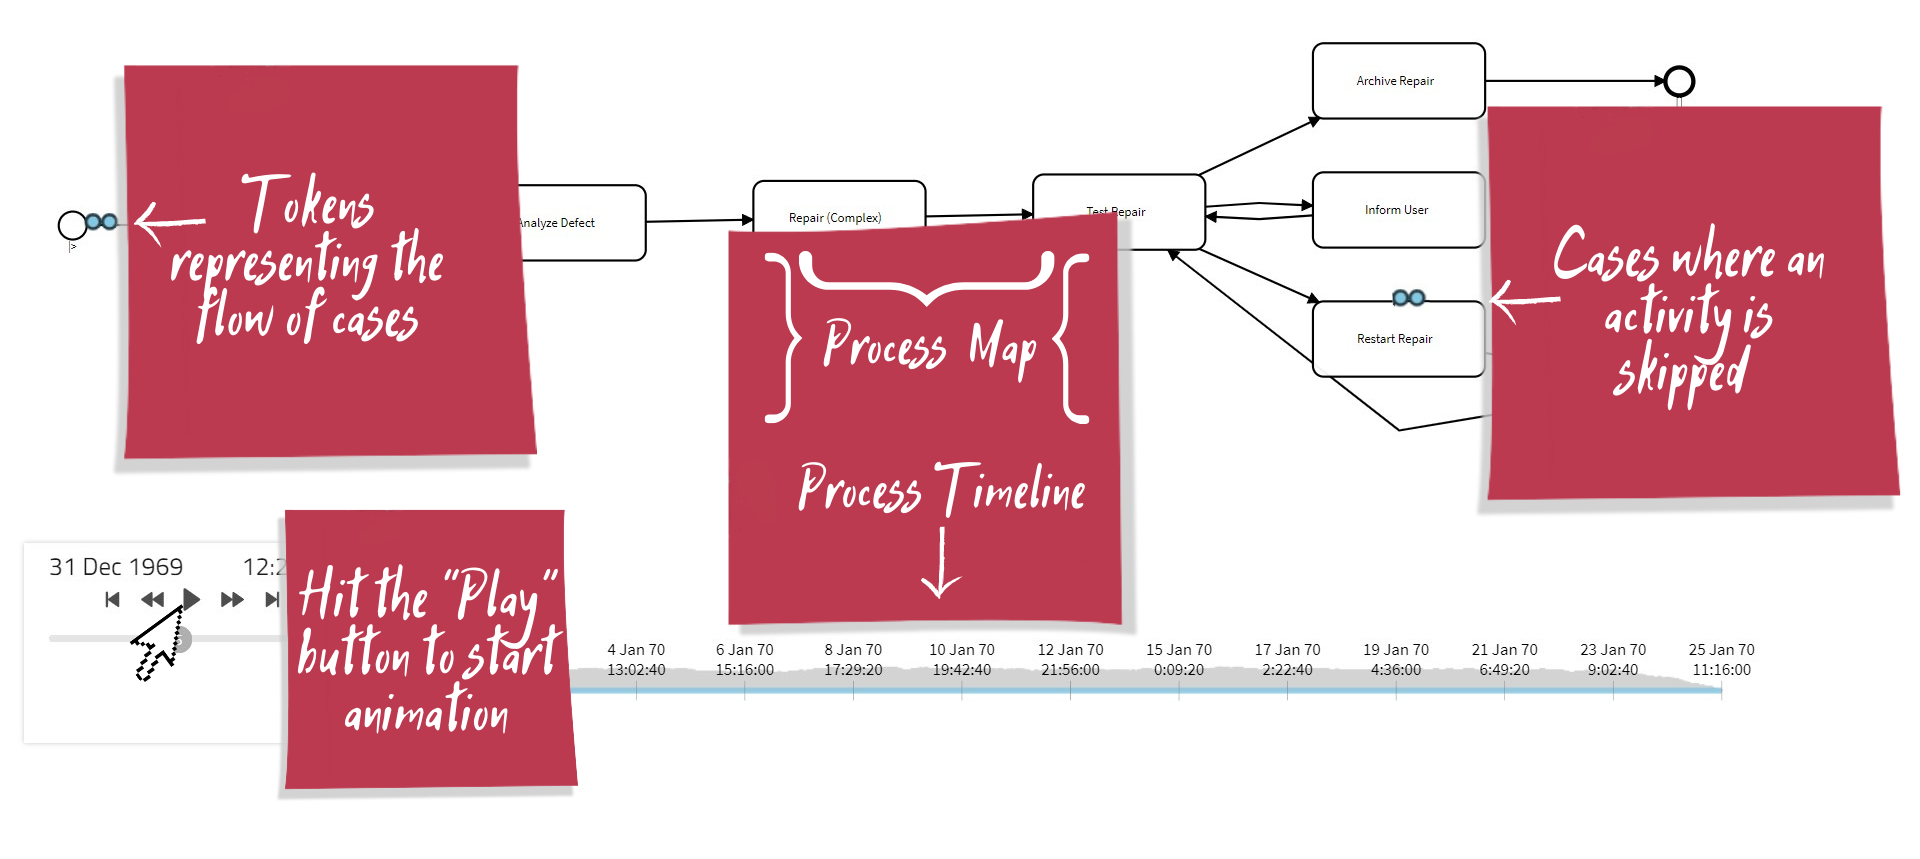 Archive Repair
Tokens
representing the
flow of cases
|>
Analyze Defect
Repair (Complex)
Test Repair
Inform User
Restart Repair
Cases where an
activity is
skipped
Process Map
Process Timeline
31 Dec 1969
12:2
Hit the "Play"
button to start
animation
4 Jan 70 6 Jan 70 8 Jan 70 10 Jan 70 12 Jan 70 15 Jan 70 17 Jan 70 19 Jan 70 21 Jan 70 23 Jan 70 25 Jan 70
13:02:40 15:16:00 17:29:20 19:42:40 21:56:00 0:09:20 2:22:40 4:36:00 6:49:20 9:02:40 11:16:00